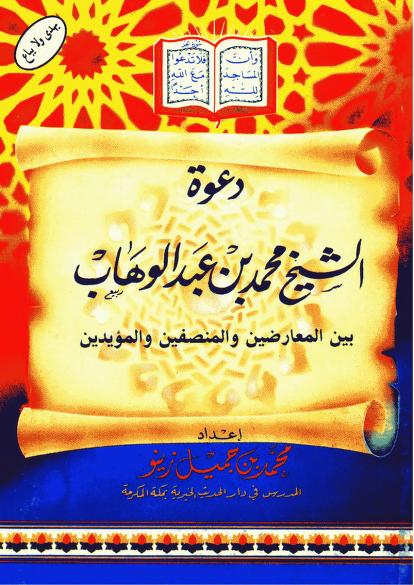 يهدى ولا يباع
وأن
المساجد
لله
فلا تدعوا
مع الله
أحدا
دعوة
الشيخ محمد بن عبد الوهاب
ربيع
بين المعارضين والمنصفين والمؤيدين
إعداد
محمد بن جميل زينو
المدرس في دار الحديث الخيرية بمكة المكرمة